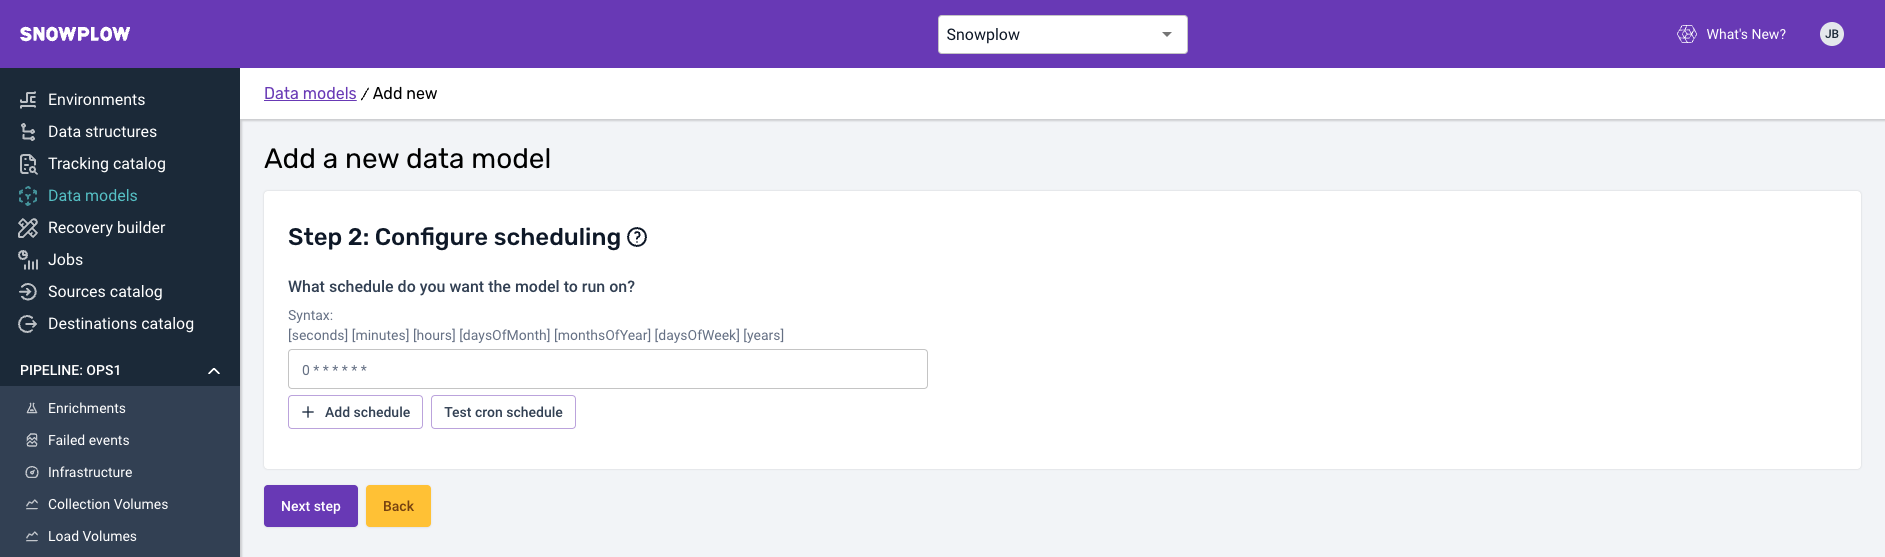 SNOWPLOW
Snowplow
What's New?
JB
Environments
Data structures
Tracking catalog
Data models
Recovery builder
Jobs
Sources catalog
Destinations catalog
PIPELINE: OPS1
Enrichments
Failed events
Infrastructure
Collection Volumes
Load Volumes
Data models / Add new
Add a new data model
Step 2: Configure scheduling ?
What schedule do you want the model to run on?
Syntax:
[seconds] [minutes] [hours] [daysOfMonth] [monthsOfYear] [daysOfWeek] [years]
0 * * * * * *
+ Add schedule
Test cron schedule
Next step
Back